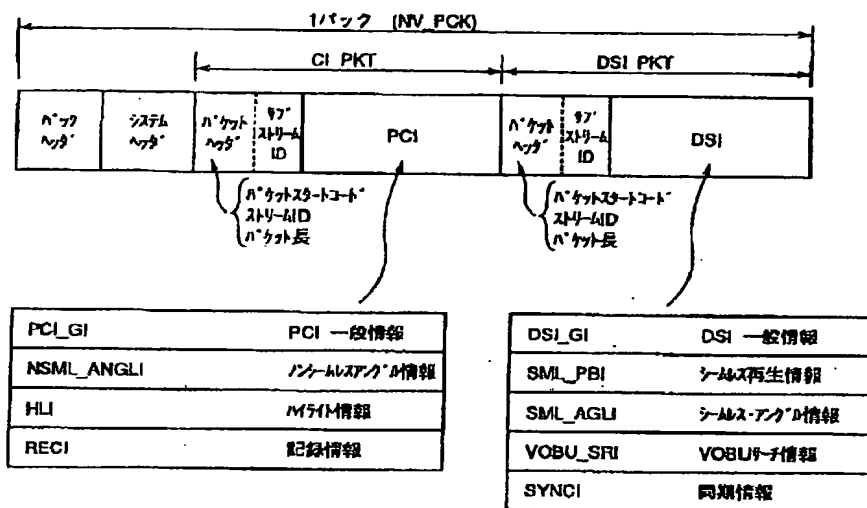 1パック (NV_PCK)
CI_PKT
DSI_PKT
パック
ヘッダ
システム
ヘッダ
パケット
ヘッダ
サブ
ストリーム
ID
PCI
パケット
ヘッダ
サブ
ストリーム
ID
DSI
パケットスタートコード
ストリームID
パケット長
パケットスタートコード
ストリームID
パケット長
PCI_GI PCI 一段情報
NSML_ANGLI ノンシームレスアングル情報
HLI ハイライト情報
RECI 記録情報
DSI_GI DSI 一般情報
SML_PBI シームレス再生情報
SML_AGLI シームレス・アングル情報
VOBU_SRI VOBUサーチ情報
SYNCI 同期情報